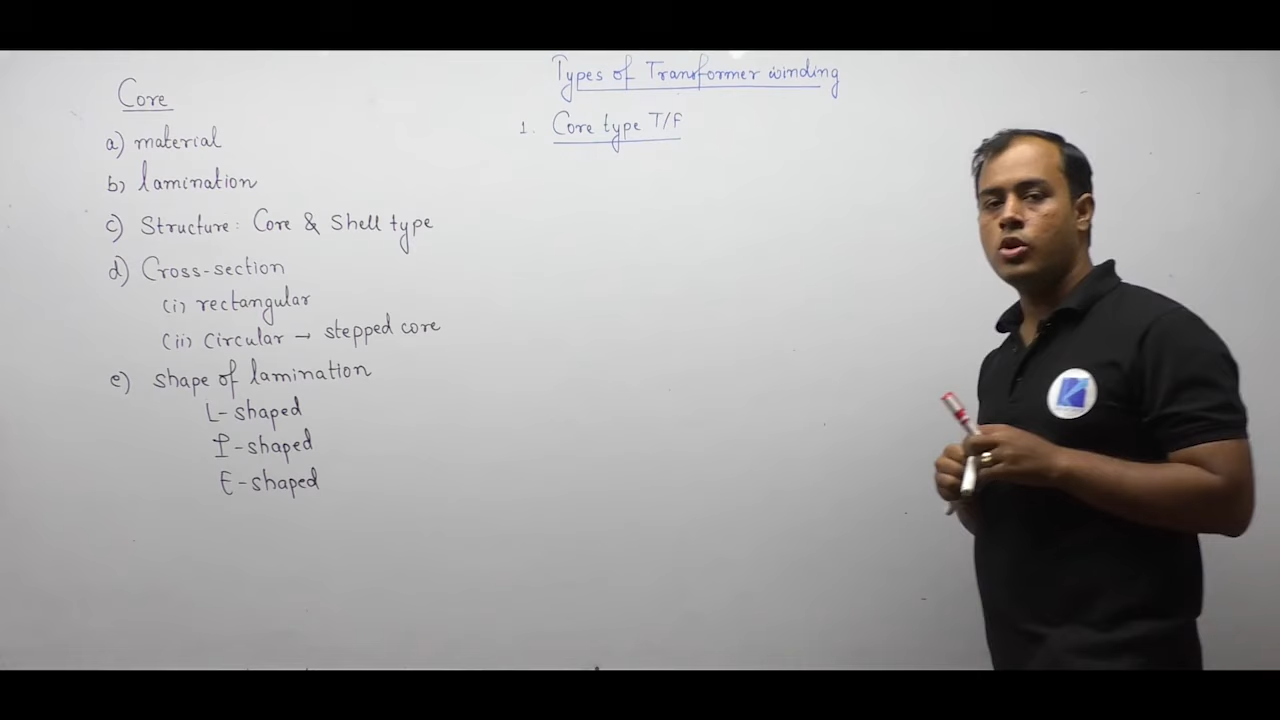 Core
a) material
b) lamination
c) Structure: Core & Shell type
d) Cross-section
(i) rectangular
(ii) circular → stepped core
e) shape of lamination
L-shaped
I-shaped
E-shaped
Types of Transformer winding
1. Core type T/F